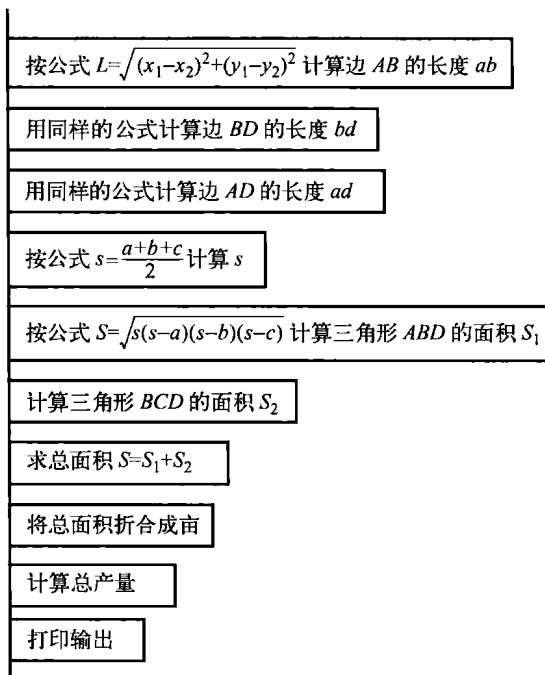 按公式 L=√(x₁−x₂)²+(y₁−y₂)² 计算边 AB 的长度 ab
用同样的公式计算边 BD 的长度 bd
用同样的公式计算边 AD 的长度 ad
按公式 s=a+b+c/2 计算 s
按公式 S=√s(s−a)(s−b)(s−c) 计算三角形 ABD 的面积 S₁
计算三角形 BCD 的面积 S₂
求总面积 S=S₁+S₂
将总面积折合成亩
计算总产量
打印输出